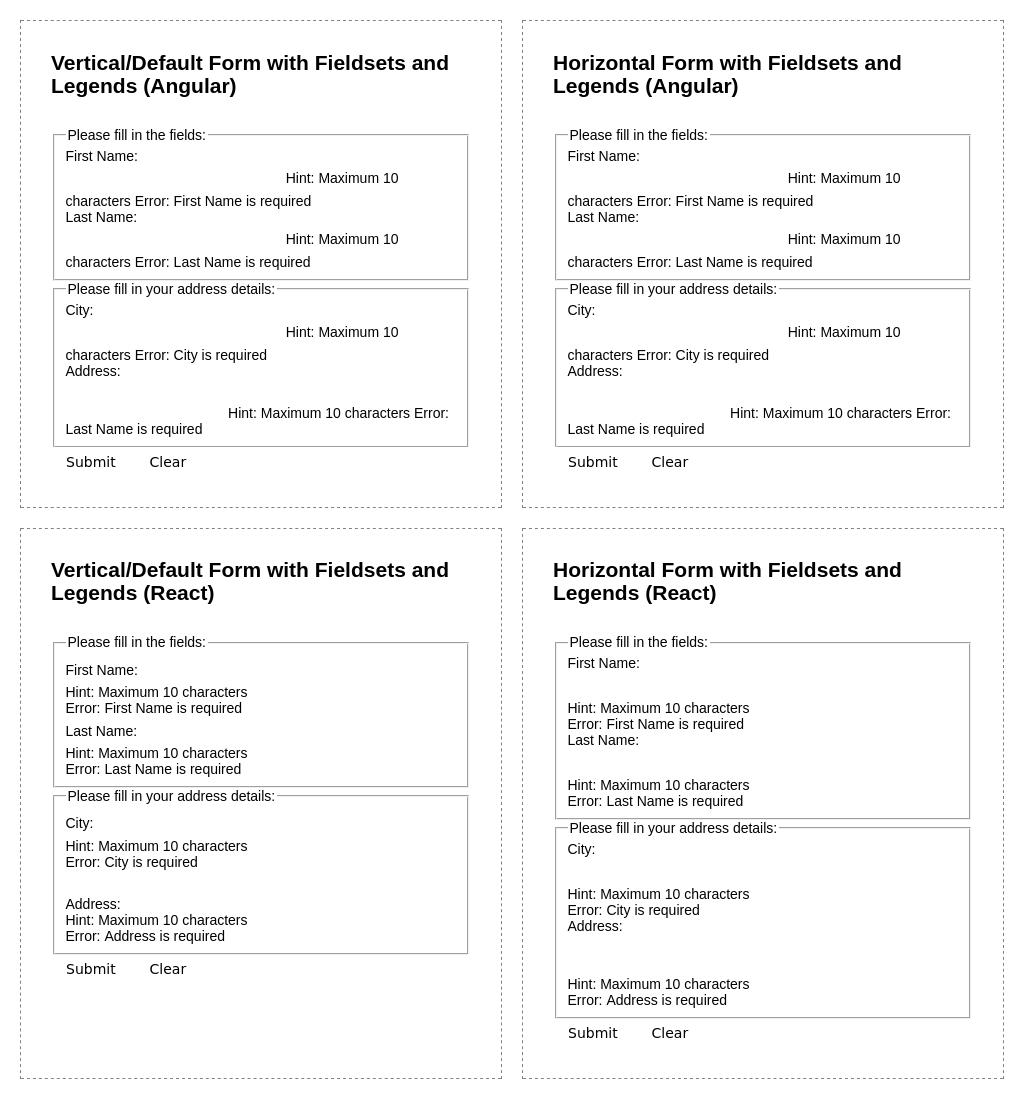 Vertical/Default Form with Fieldsets and
Legends (Angular)
Please fill in the fields:
First Name:
Hint: Maximum 10
characters Error: First Name is required
Last Name:
Hint: Maximum 10
characters Error: Last Name is required
Please fill in your address details:
City:
Hint: Maximum 10
characters Error: City is required
Address:
Hint: Maximum 10 characters Error:
Last Name is required
Submit Clear
Horizontal Form with Fieldsets and
Legends (Angular)
Please fill in the fields:
First Name:
Hint: Maximum 10
characters Error: First Name is required
Last Name:
Hint: Maximum 10
characters Error: Last Name is required
Please fill in your address details:
City:
Hint: Maximum 10
characters Error: City is required
Address:
Hint: Maximum 10 characters Error:
Last Name is required
Submit Clear
Vertical/Default Form with Fieldsets and
Legends (React)
Please fill in the fields:
First Name:
Hint: Maximum 10 characters
Error: First Name is required
Last Name:
Hint: Maximum 10 characters
Error: Last Name is required
Please fill in your address details:
City:
Hint: Maximum 10 characters
Error: City is required
Address:
Hint: Maximum 10 characters
Error: Address is required
Submit Clear
Horizontal Form with Fieldsets and
Legends (React)
Please fill in the fields:
First Name:
Hint: Maximum 10 characters
Error: First Name is required
Last Name:
Hint: Maximum 10 characters
Error: Last Name is required
Please fill in your address details:
City:
Hint: Maximum 10 characters
Error: City is required
Address:
Hint: Maximum 10 characters
Error: Address is required
Submit Clear